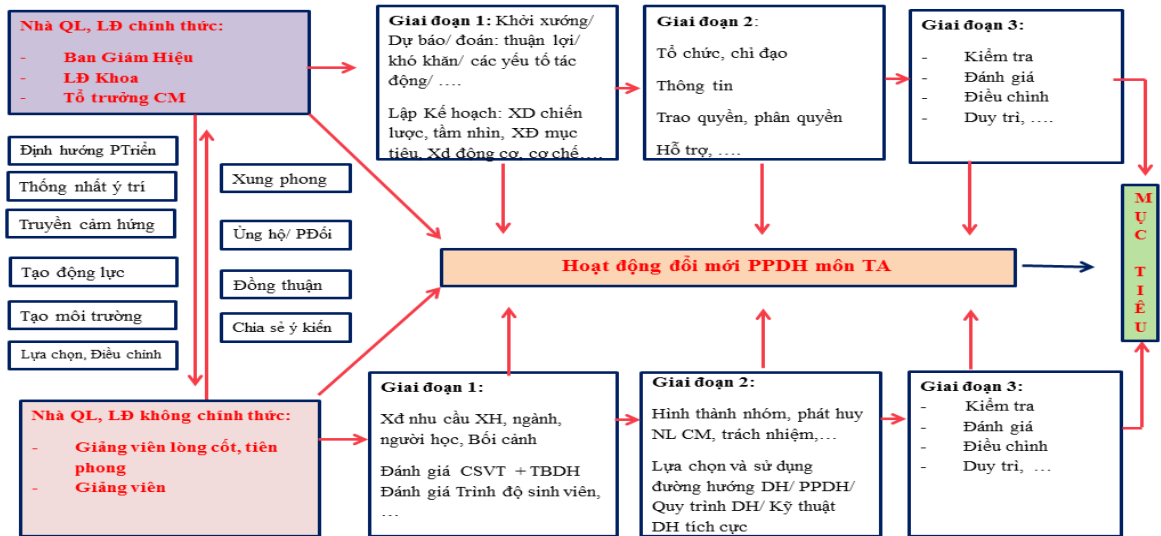 Nhà QL, LĐ chính thức:
- Ban Giám Hiệu
- LĐ Khoa
- Tổ trưởng CM
Giai đoạn 1: Khởi xướng/
Dự báo/ đoán: thuận lợi/
khó khăn/ các yếu tố tác
động/ ….
Lập Kế hoạch: XD chiến
lược, tầm nhìn, XĐ mục
tiêu, Xd động cơ, cơ chế….
Giai đoạn 2:
Tổ chức, chỉ đạo
Thông tin
Trao quyền, phân quyền
Hỗ trợ, ….
Giai đoạn 3:
- Kiểm tra
- Đánh giá
- Điều chỉnh
- Duy trì, ….
Định hướng PTriển
Thống nhất ý trí
Truyền cảm hứng
Tạo động lực
Tạo môi trường
Lựa chọn, Điều chỉnh
Xung phong
Ủng hộ/ PĐối
Đồng thuận
Chia sẻ ý kiến
Hoạt động đổi mới PPDH môn TA
MỤC TIÊU
Nhà QL, LĐ không chính thức:
- Giảng viên lòng cốt, tiên
phong
- Giảng viên
Giai đoạn 1:
Xđ nhu cầu XH, ngành,
người học, Bối cảnh
Đánh giá CSVT +TBDH
Đánh giá Trình độ sinh viên,
…
Giai đoạn 2:
Hình thành nhóm, phát huy
NL CM, trách nhiệm,…
Lựa chọn và sử dụng
đường hướng DH/ PPDH/
Quy trình DH/ Kỹ thuật
DH tích cực
Giai đoạn 3:
- Kiểm tra
- Đánh giá
- Điều chỉnh
- Duy trì, …